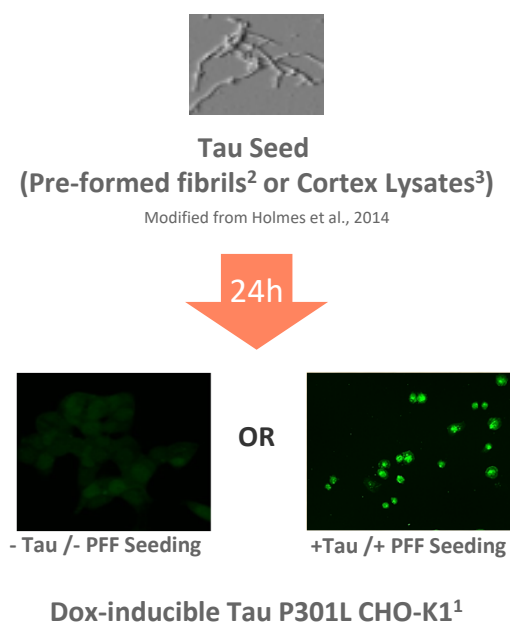 Tau Seed
(Pre-formed fibrils² or Cortex Lysates³)
Modified from Holmes et al., 2014
24h
OR
- Tau /- PFF Seeding
+Tau /+ PFF Seeding
Dox-inducible Tau P301L CHO-K1¹